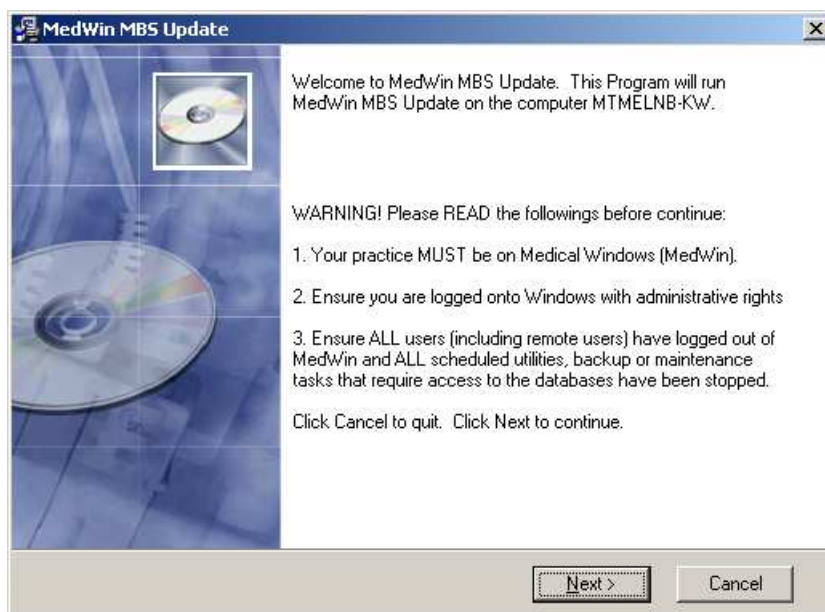 MedWin MBS Update
Welcome to MedWin MBS Update. This Program will run
MedWin MBS Update on the computer MTMELNB-KW.
WARNING! Please READ the followings before continue:
1. Your practice MUST be on Medical Windows (MedWin).
2. Ensure you are logged onto Windows with administrative rights
3. Ensure ALL users (including remote users) have logged out of
MedWin and ALL scheduled utilities, backup or maintenance
tasks that require access to the databases have been stopped.
Click Cancel to quit. Click Next to continue.
Next >
Cancel